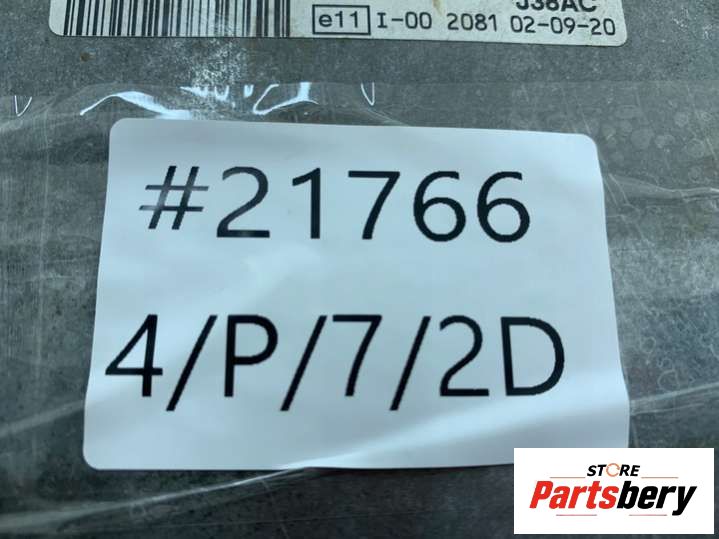 J38AC
e11 I-00 2081 02-09-20
#21766
4/P/7/2D
STORE
Partsbery